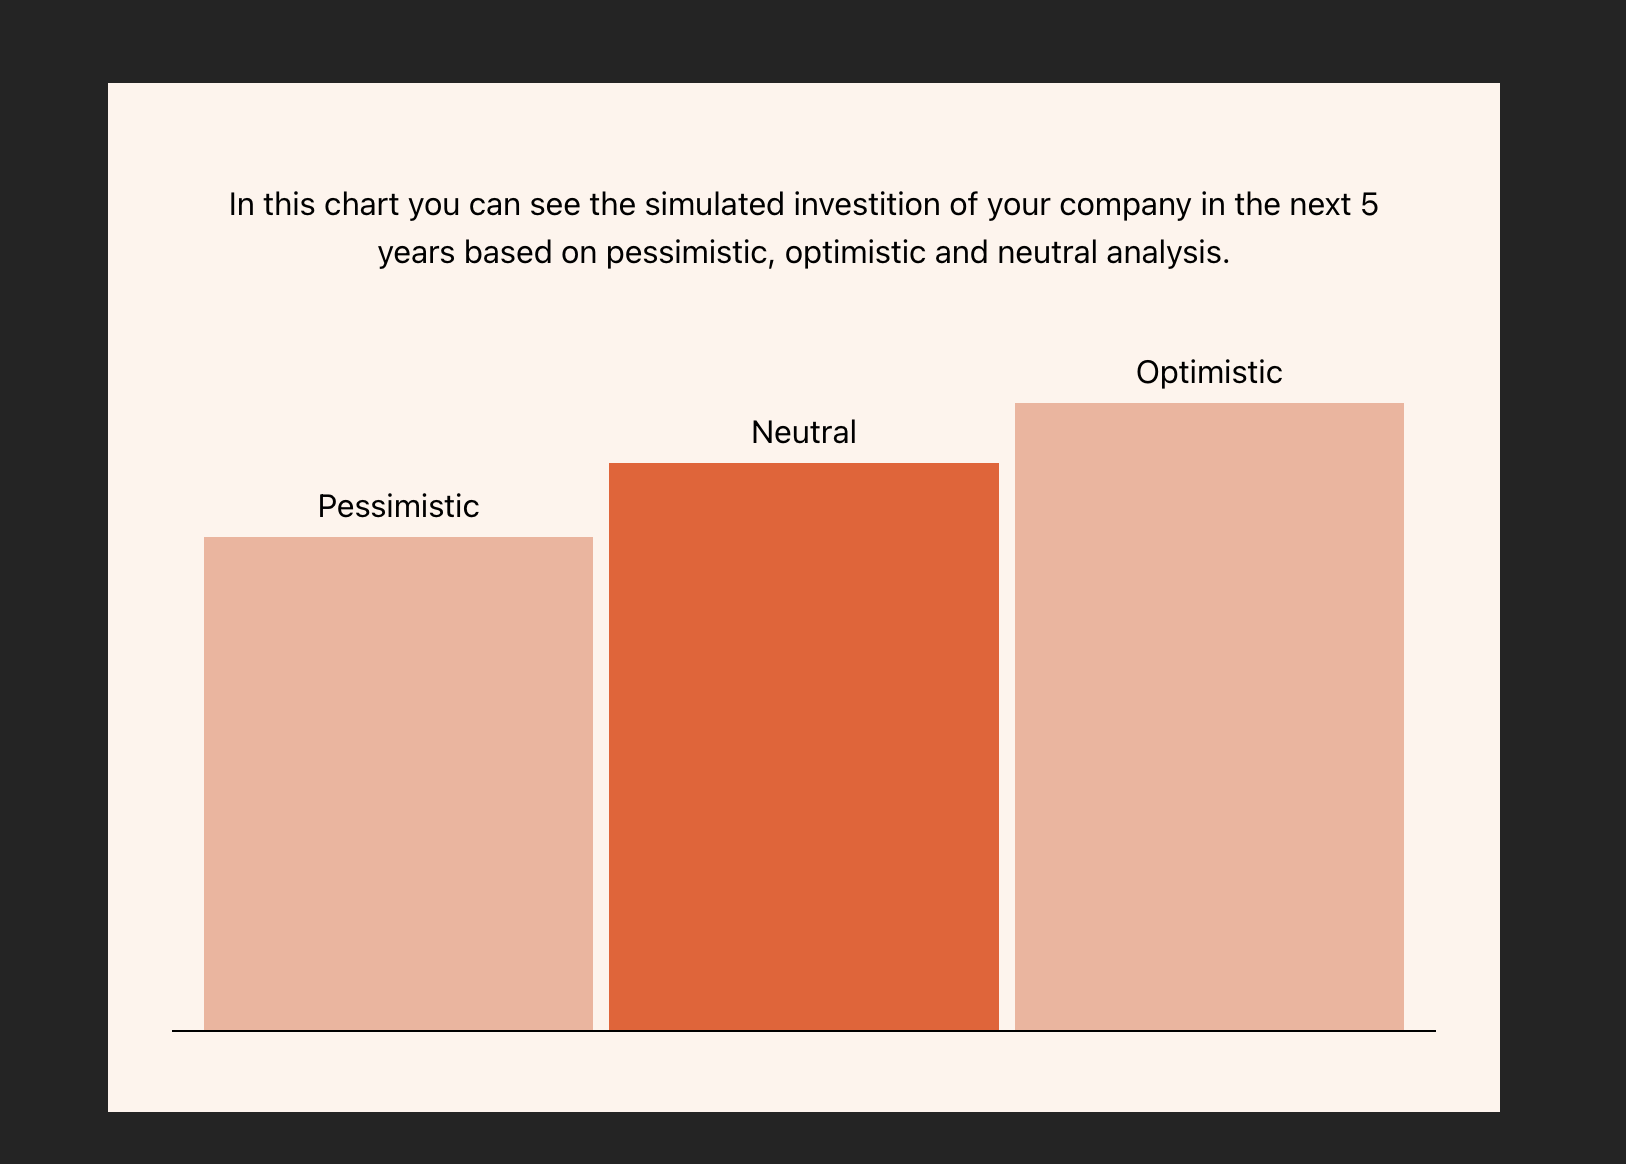 In this chart you can see the simulated investition of your company in the next 5
years based on pessimistic, optimistic and neutral analysis.
Pessimistic
Neutral
Optimistic